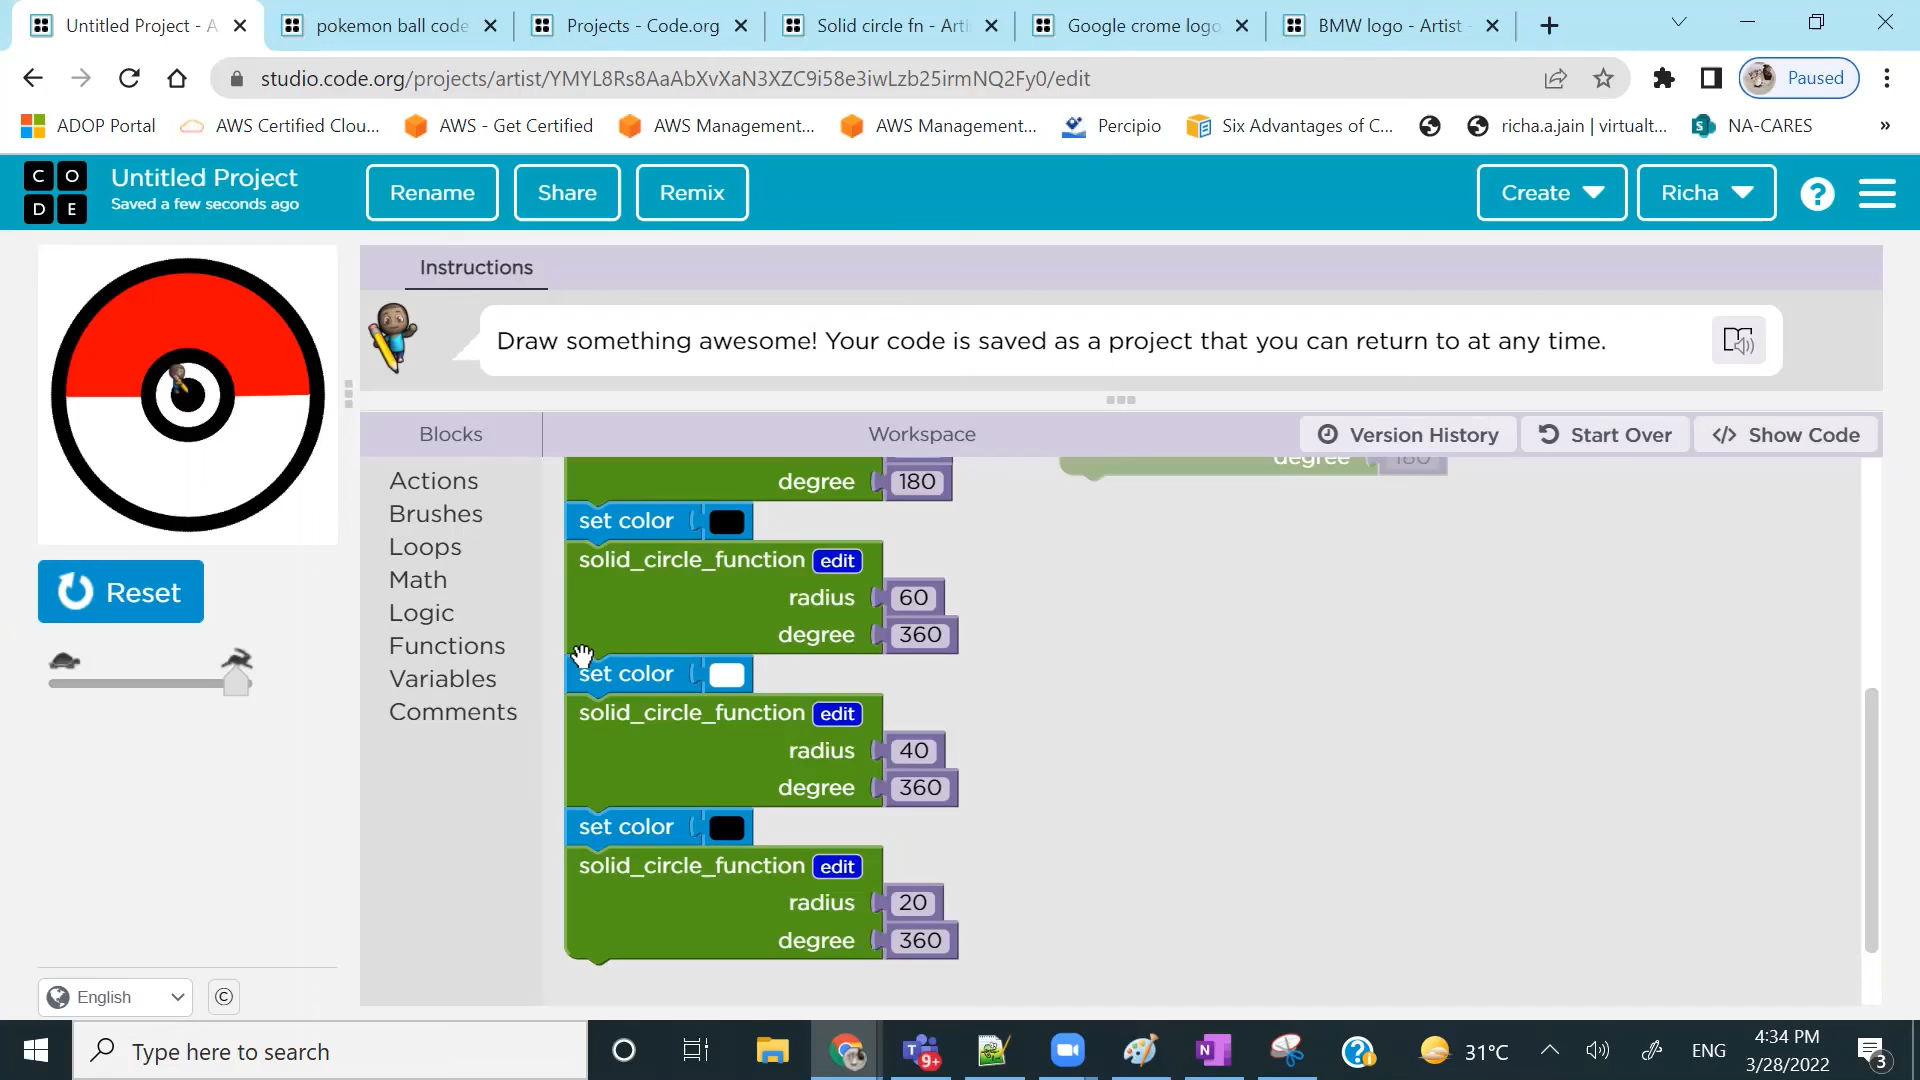 Untitled Project - A
pokemon ball code
Projects - Code.org
Solid circle fn - Arti
Google crome logo
BMW logo - Artist -
studio.code.org/projects/artist/YMYL8Rs8AaAbXvXaN3XZC9i58e3iwLzb25irmNQ2Fy0/edit
Paused
ADOP Portal
AWS Certified Clou...
AWS - Get Certified
AWS Management...
AWS Management...
Percipio
Six Advantages of C...
richa.a.jain | virtualt...
NA-CARES
»
C O
D E
Untitled Project
Saved a few seconds ago
Rename
Share
Remix
Create
Richa
?
Instructions
Draw something awesome! Your code is saved as a project that you can return to at any time.
Blocks
Workspace
Version History
Start Over
</> Show Code
Actions
Brushes
Loops
Math
Logic
Functions
Variables
Comments
degree 180
degree 180
set color
solid_circle_function edit
radius 60
degree 360
set color
solid_circle_function edit
radius 40
degree 360
set color
solid_circle_function edit
radius 20
degree 360
Reset
English
©
Type here to search
T 9+
N
?
31°C
ENG
4:34 PM
3/28/2022
3